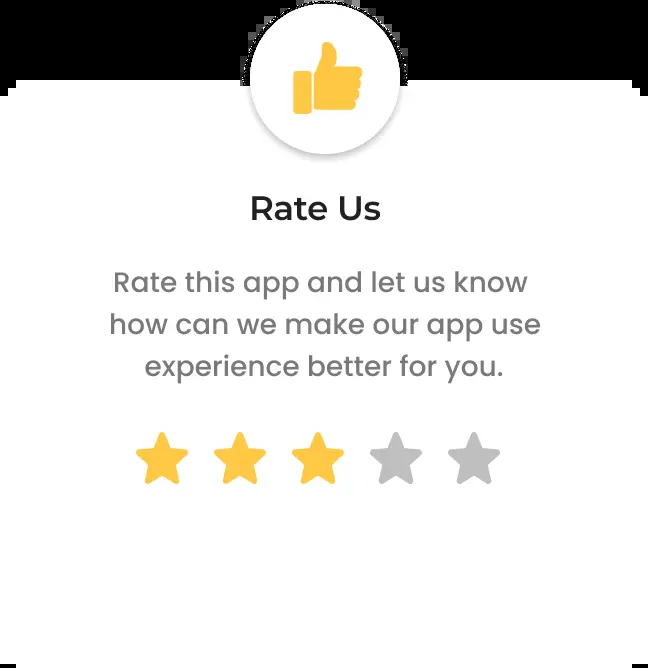 Rate Us
Rate this app and let us know
how can we make our app use
experience better for you.